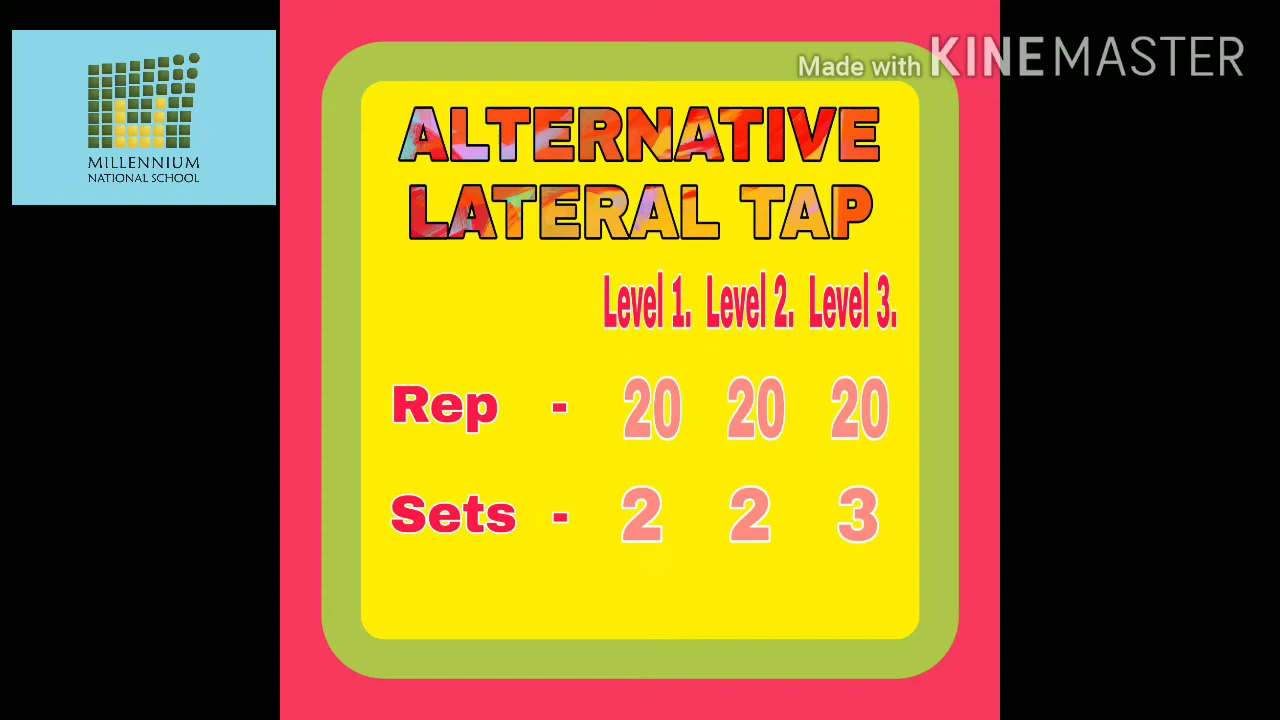 MILLENNIUM
NATIONAL SCHOOL
Made with KINEMASTER
ALTERNATIVE
LATERAL TAP
Level 1. Level 2. Level 3.
Rep - 20 20 20
Sets - 2 2 3